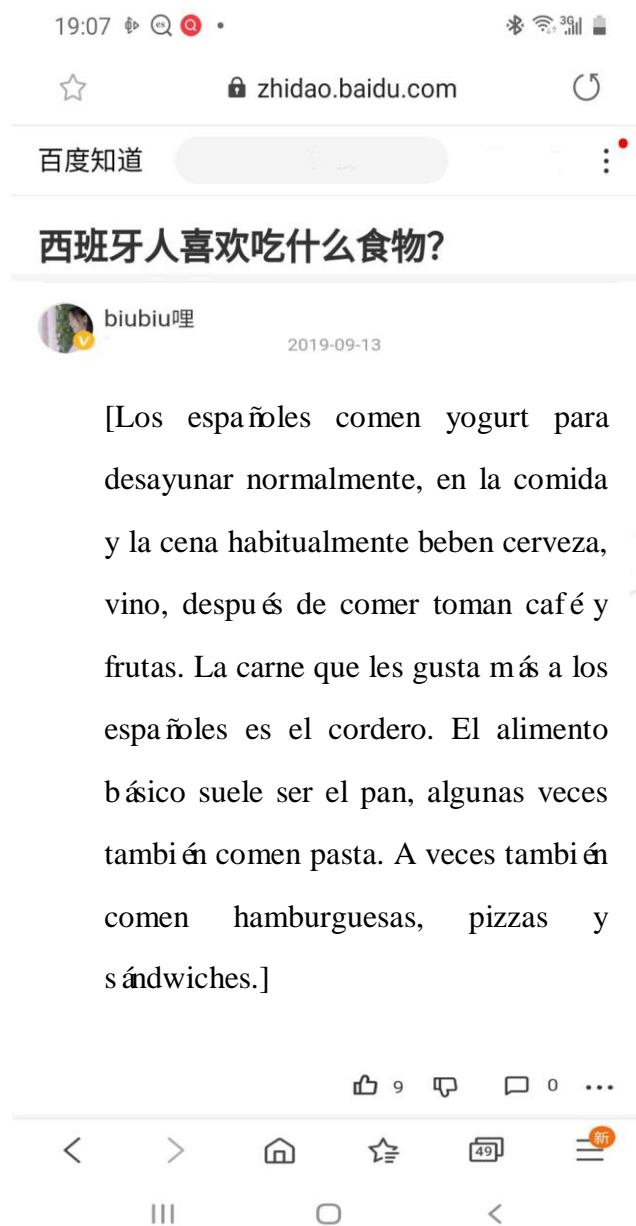 19:07
3G
zhidao.baidu.com
百度知道
西班牙人喜欢吃什么食物?
biubiu哩
2019-09-13
[Los españoles comen yogurt para
desayunar normalmente, en la comida
y la cena habitualmente beben cerveza,
vino, después de comer toman café y
frutas. La carne que les gusta más a los
españoles es el cordero. El alimento
básico suele ser el pan, algunas veces
también comen pasta. A veces también
comen hamburguesas, pizzas y
sándwiches.]
9 0
49 新